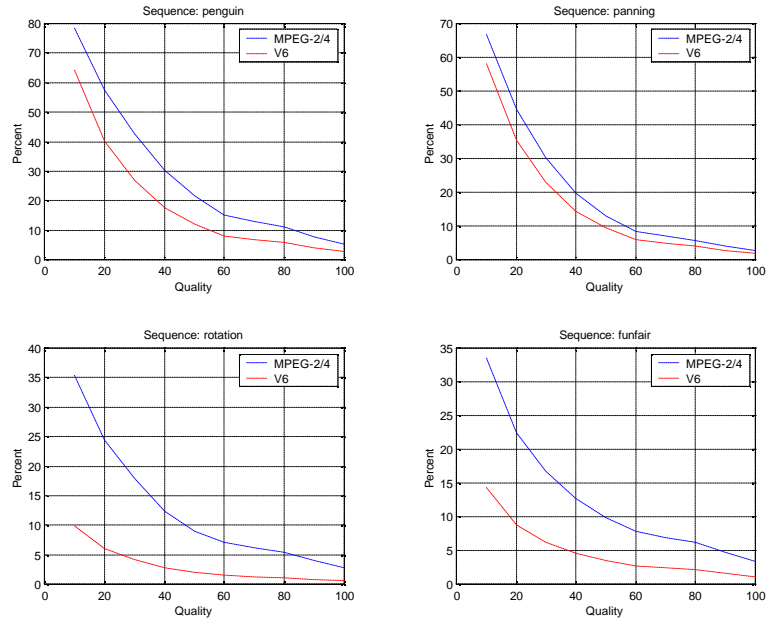 Sequence: penguin
80
70
60
50
40
30
20
10
0
Percent
MPEG-2/4
V6
0 20 40 60 80 100
Quality
Sequence: panning
70
60
50
40
30
20
10
0
Percent
MPEG-2/4
V6
0 20 40 60 80 100
Quality
Sequence: rotation
40
35
30
25
20
15
10
5
0
Percent
MPEG-2/4
V6
0 20 40 60 80 100
Quality
Sequence: funfair
35
30
25
20
15
10
5
0
Percent
MPEG-2/4
V6
0 20 40 60 80 100
Quality